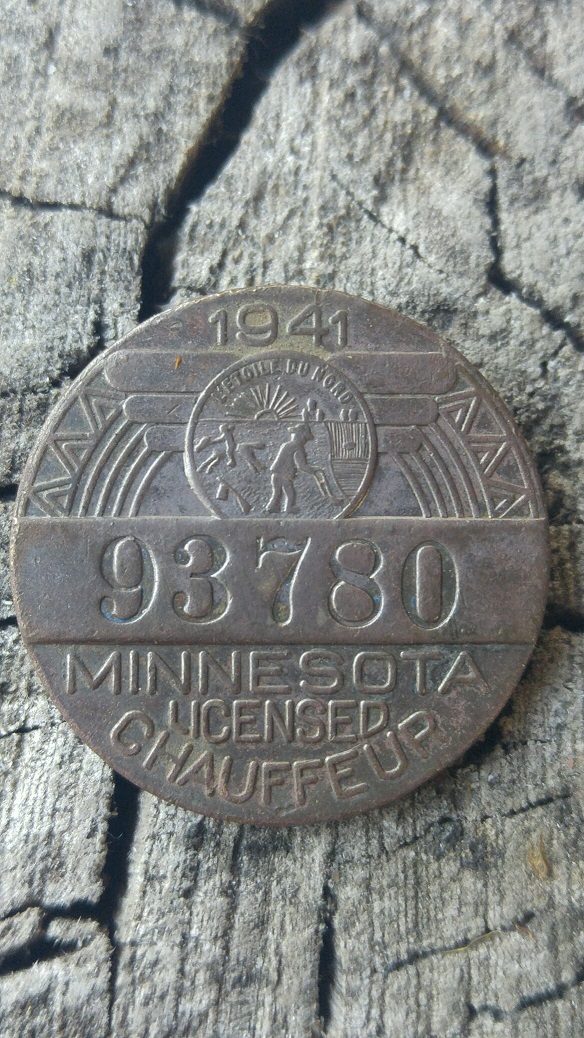 1941
L'ETOILE DU NORD
93780
MINNESOTA
LICENSED
CHAUFFEUR